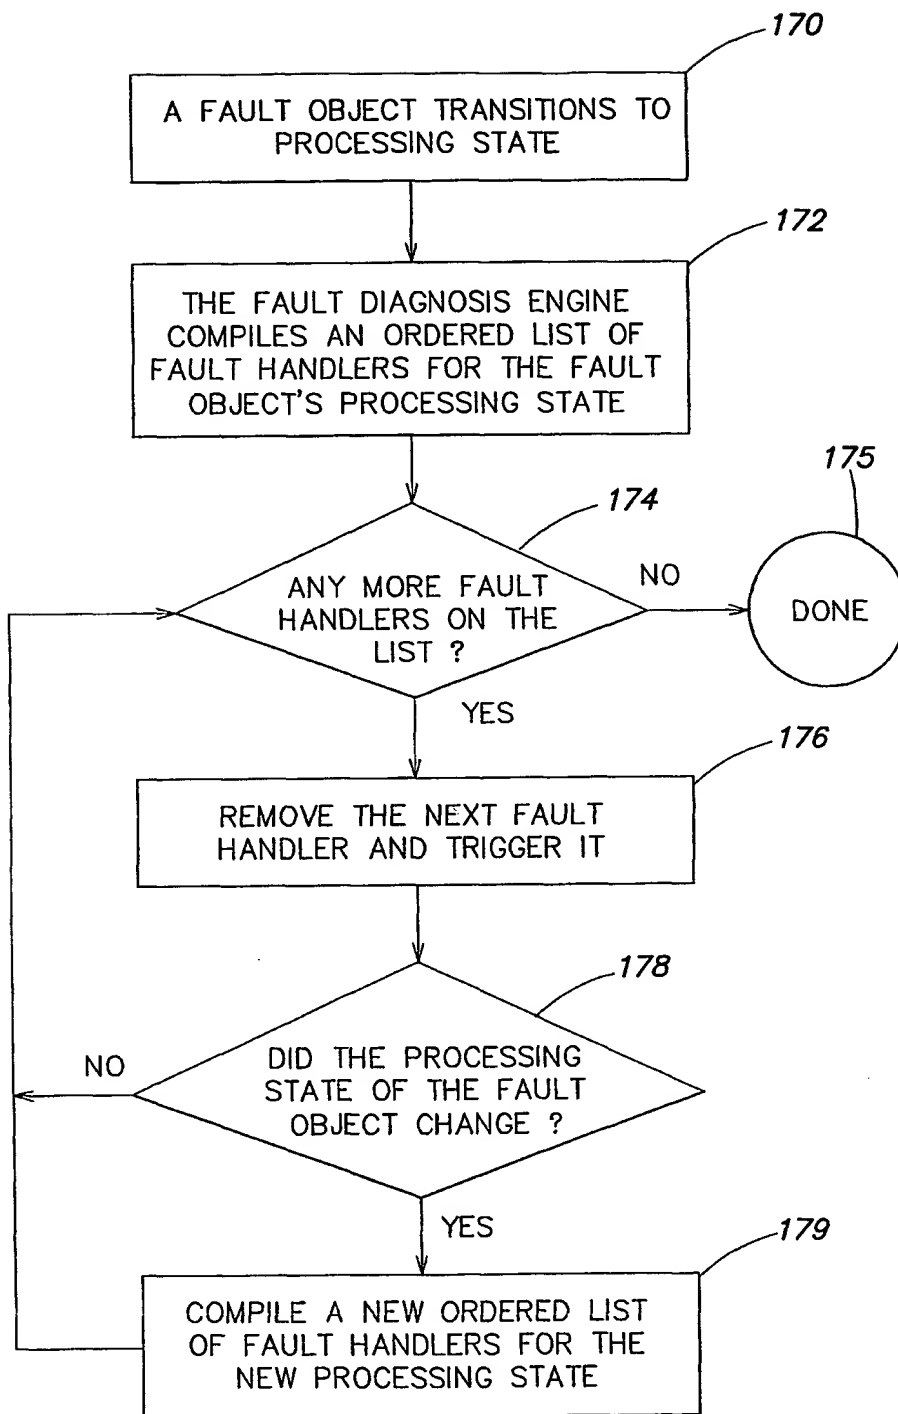 170
A FAULT OBJECT TRANSITIONS TO
PROCESSING STATE
172
THE FAULT DIAGNOSIS ENGINE
COMPILES AN ORDERED LIST OF
FAULT HANDLERS FOR THE FAULT
OBJECT'S PROCESSING STATE
174
175
ANY MORE FAULT
HANDLERS ON THE
LIST ?
NO
DONE
YES
176
REMOVE THE NEXT FAULT
HANDLER AND TRIGGER IT
178
DID THE PROCESSING
STATE OF THE FAULT
OBJECT CHANGE ?
NO
YES
179
COMPILE A NEW ORDERED LIST
OF FAULT HANDLERS FOR THE
NEW PROCESSING STATE